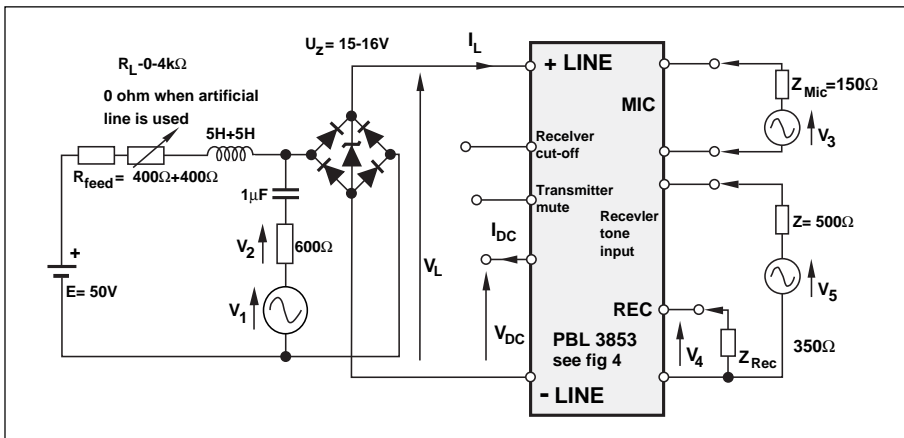 U_Z = 15-16V
R_L-0-4kΩ
0 ohm when artificial
line is used
5H+5H
R_feed = 400Ω+400Ω
1µF
V_2
600Ω
V_1
+
E= 50V
I_L
V_L
+ LINE
MIC
Recelver
cut-off
Transmitter
mute
Recevler
tone
input
I_DC
V_DC
REC
PBL 3853
see fig 4
- LINE
Z_Mic=150Ω
V_3
Z= 500Ω
V_5
V_4
Z_Rec
350Ω